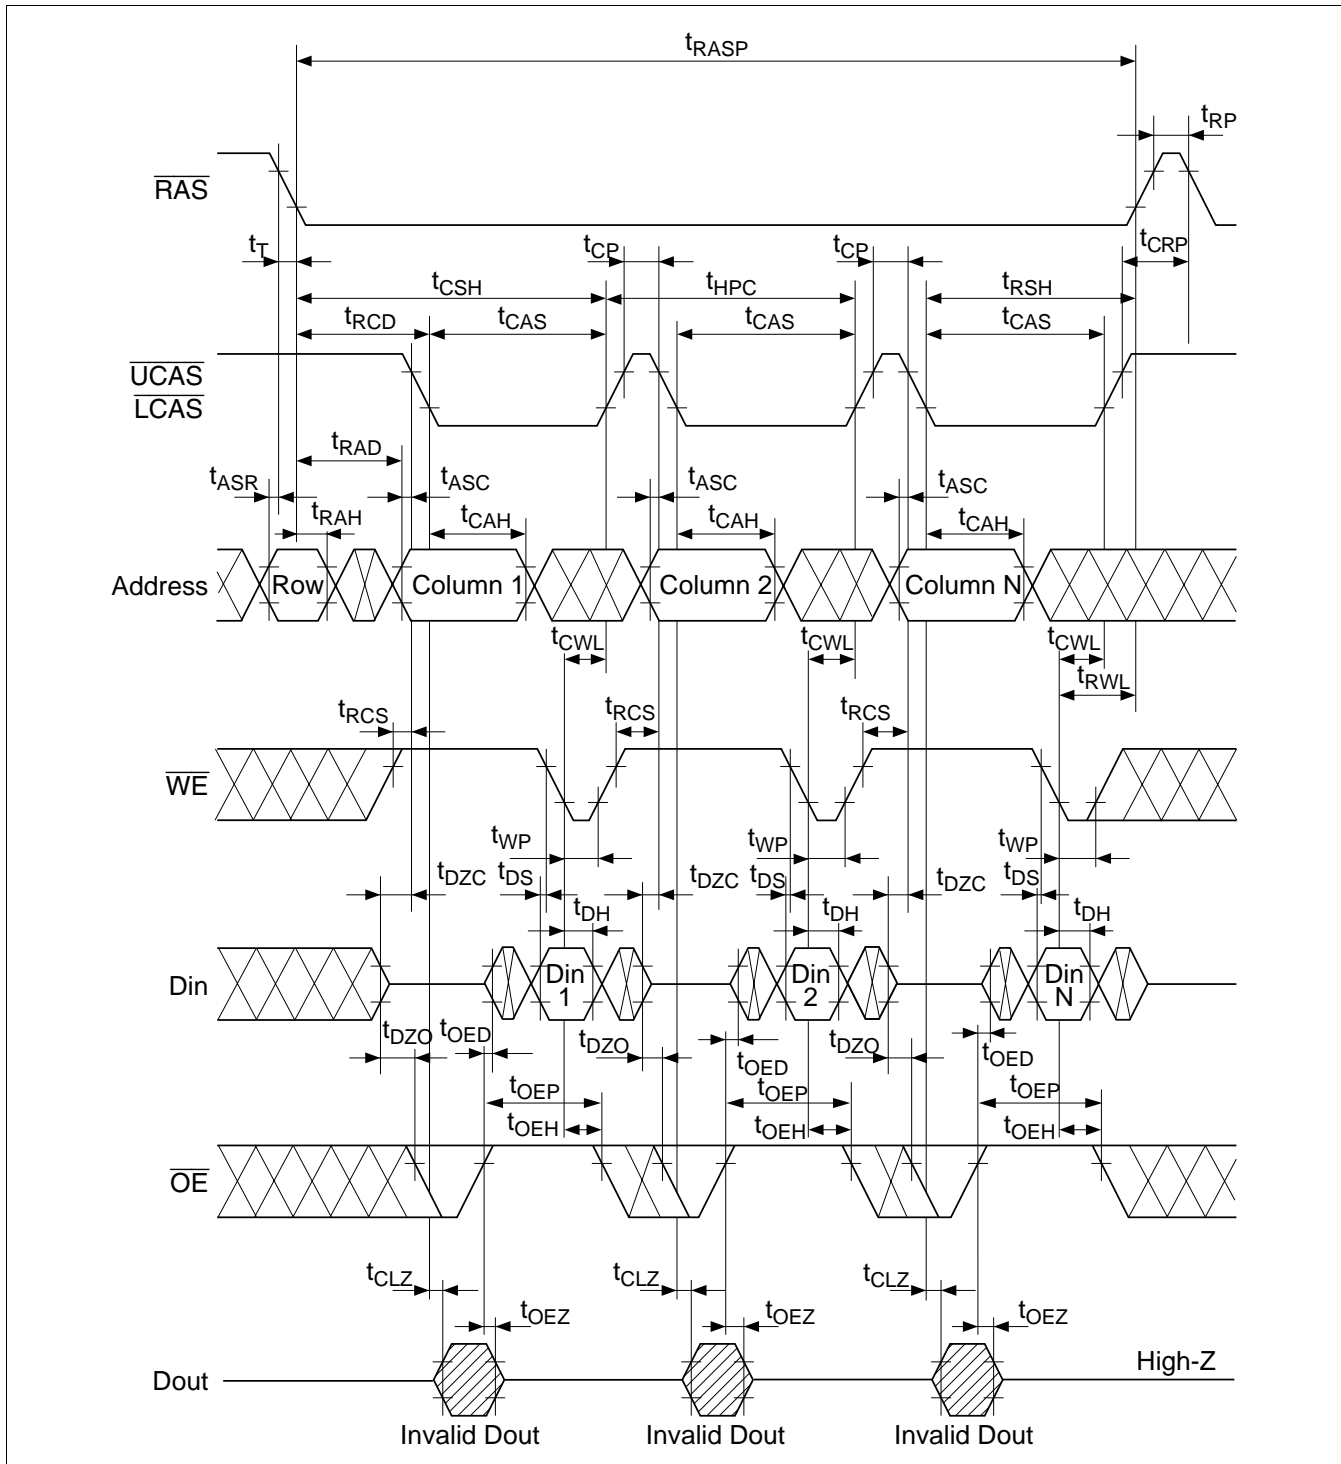 tRASP
tRP
RAS
tT
tCP
tCP
tCRP
tCSH
tHPC
tRSH
tRCD
tCAS
tCAS
tCAS
UCAS
LCAS
tRAD
tASR
tASC
tASC
tASC
tRAH
tCAH
tCAH
tCAH
Address
Row
Column 1
Column 2
Column N
tCWL
tCWL
tCWL
tRWL
tRCS
tRCS
tRCS
WE
tWP
tWP
tWP
tDZC
tDS
tDZC
tDS
tDZC
tDS
tDH
tDH
tDH
Din
Din 1
Din 2
Din N
tDZO
tOED
tDZO
tOED
tDZO
tOED
tOEP
tOEP
tOEP
tOEH
tOEH
tOEH
OE
tCLZ
tCLZ
tCLZ
tOEZ
tOEZ
tOEZ
Dout
High-Z
Invalid Dout
Invalid Dout
Invalid Dout